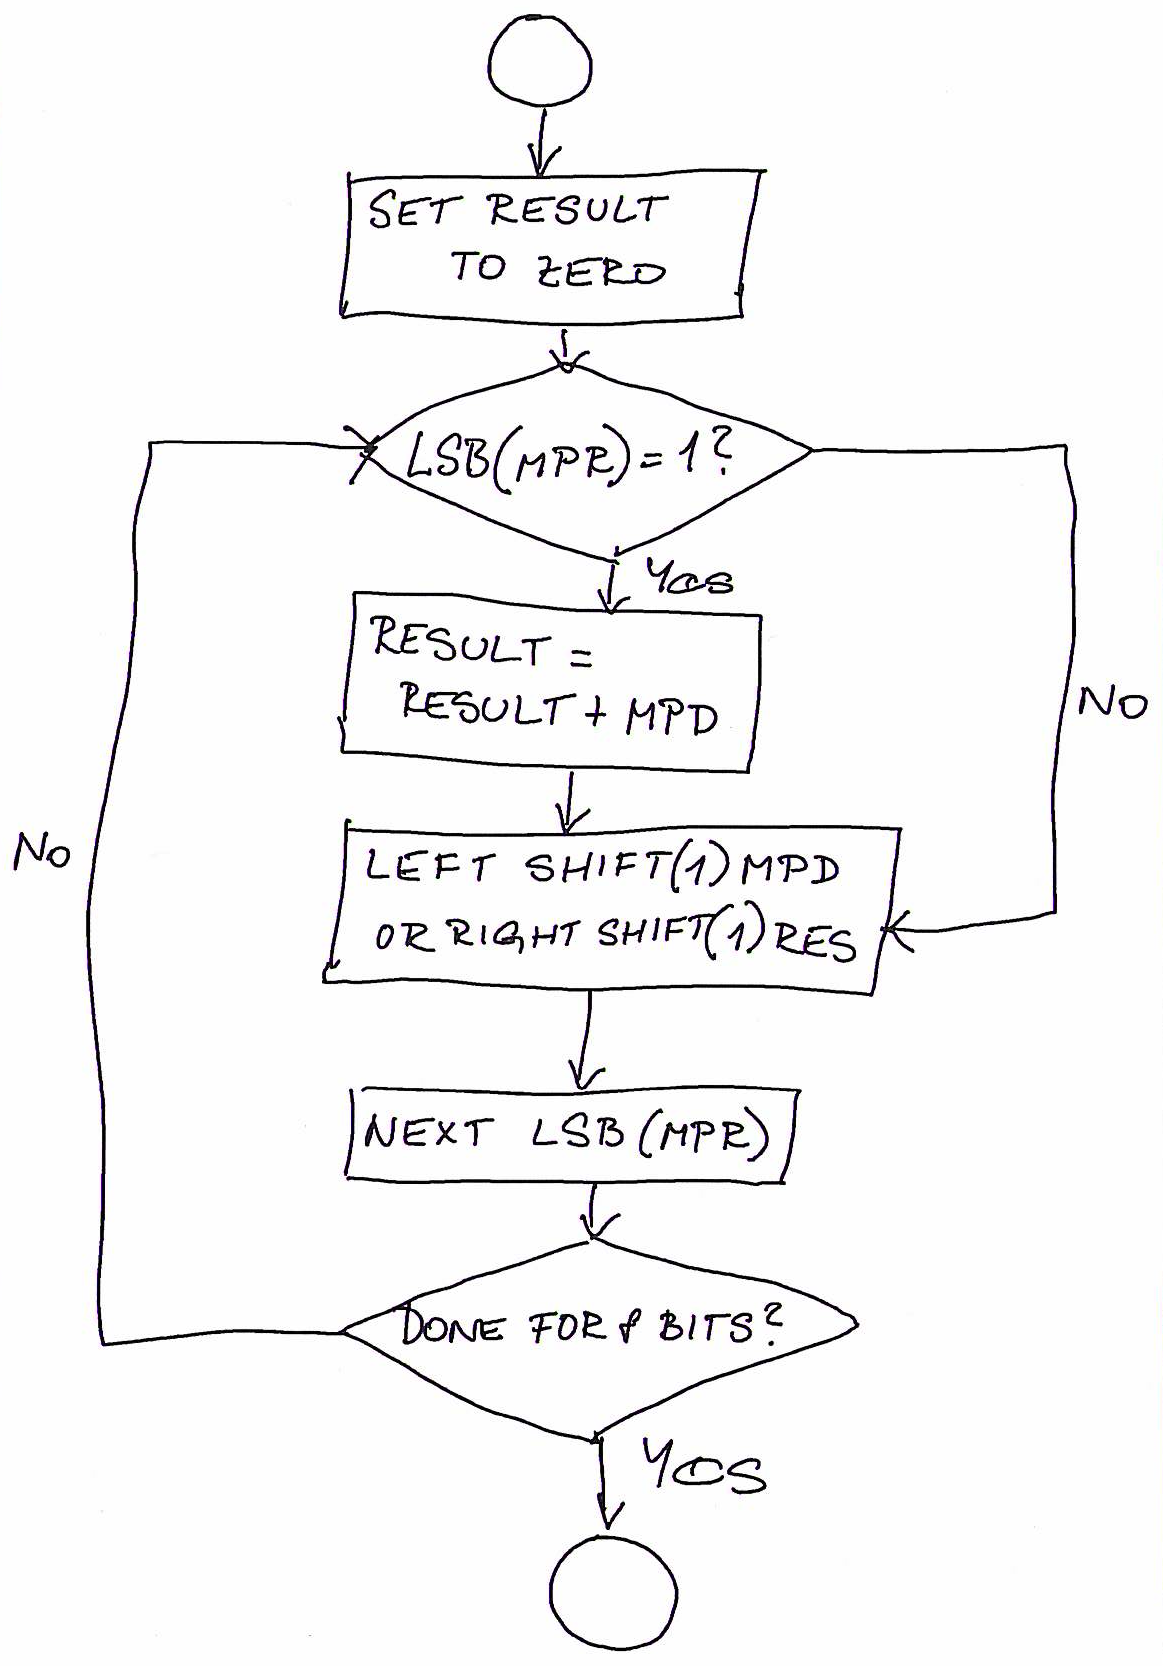 SET RESULT
TO ZERO
LSB(MPR)=1?
YES
RESULT =
RESULT + MPD
NO
NO
LEFT SHIFT(1) MPD
OR RIGHT SHIFT(1) RES
NEXT LSB (MPR)
DONE FOR 8 BITS?
YES